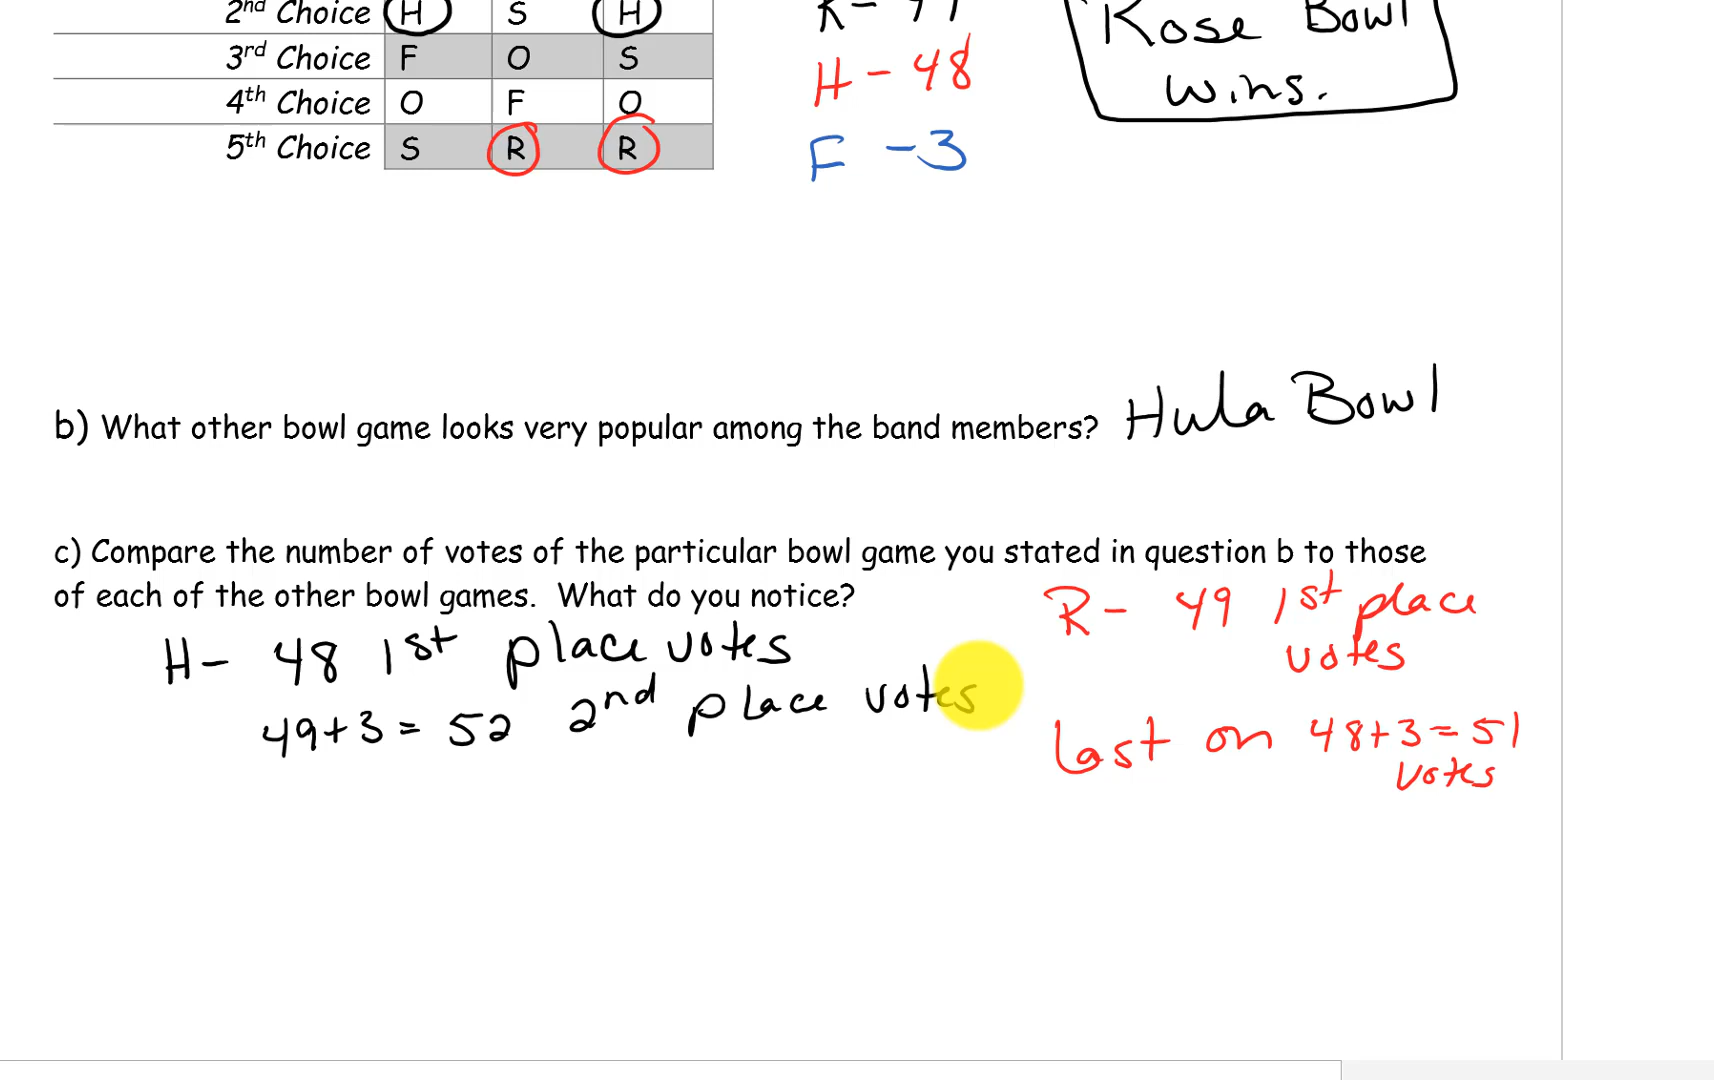 2nd Choice H S H
3rd Choice F O S
4th Choice O F O
5th Choice S R R
H - 48
F - 3
Rose Bowl
wins.
b) What other bowl game looks very popular among the band members? Hula Bowl
c) Compare the number of votes of the particular bowl game you stated in question b to those
of each of the other bowl games. What do you notice?
H - 48 1st place votes
49+3 = 52 2nd place votes
R - 49 1st place
votes
Last on 48+3=51
votes